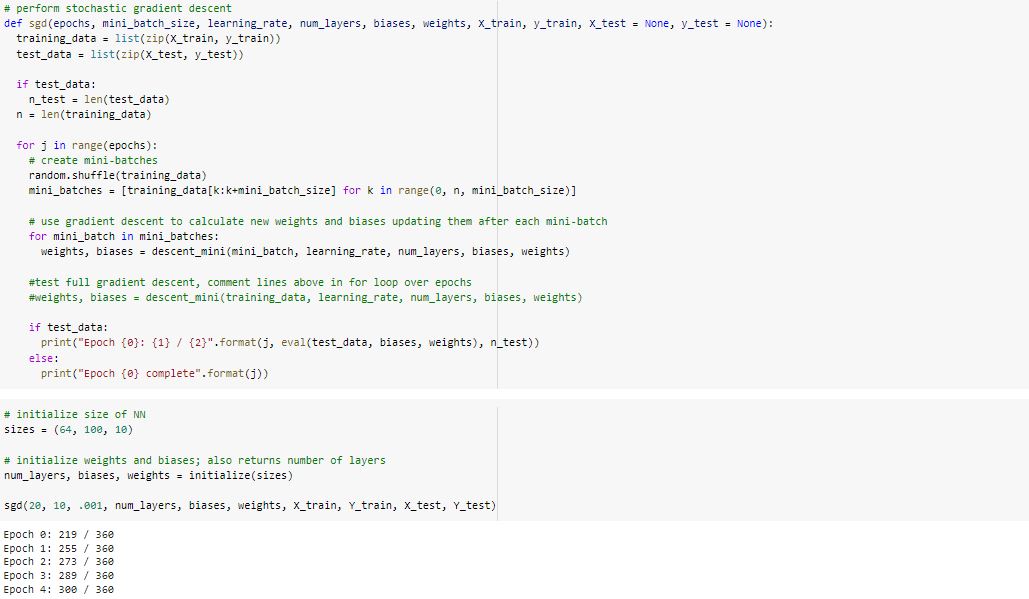 # perform stochastic gradient descent
def sgd(epochs, mini_batch_size, learning_rate, num_layers, biases, weights, X_train, y_train, X_test = None, y_test = None):
  training_data = list(zip(X_train, y_train))
  test_data = list(zip(X_test, y_test))

  if test_data:
    n_test = len(test_data)
  n = len(training_data)

  for j in range(epochs):
    # create mini-batches
    random.shuffle(training_data)
    mini_batches = [training_data[k:k+mini_batch_size] for k in range(0, n, mini_batch_size)]

    # use gradient descent to calculate new weights and biases updating them after each mini-batch
    for mini_batch in mini_batches:
      weights, biases = descent_mini(mini_batch, learning_rate, num_layers, biases, weights)

    #test full gradient descent, comment lines above in for loop over epochs
    #weights, biases = descent_mini(training_data, learning_rate, num_layers, biases, weights)

    if test_data:
      print("Epoch {0}: {1} / {2}".format(j, eval(test_data, biases, weights), n_test))
    else:
      print("Epoch {0} complete".format(j))

# initialize size of NN
sizes = (64, 100, 10)

# initialize weights and biases; also returns number of layers
num_layers, biases, weights = initialize(sizes)

sgd(20, 10, .001, num_layers, biases, weights, X_train, Y_train, X_test, Y_test)

Epoch 0: 219 / 360
Epoch 1: 255 / 360
Epoch 2: 273 / 360
Epoch 3: 289 / 360
Epoch 4: 300 / 360